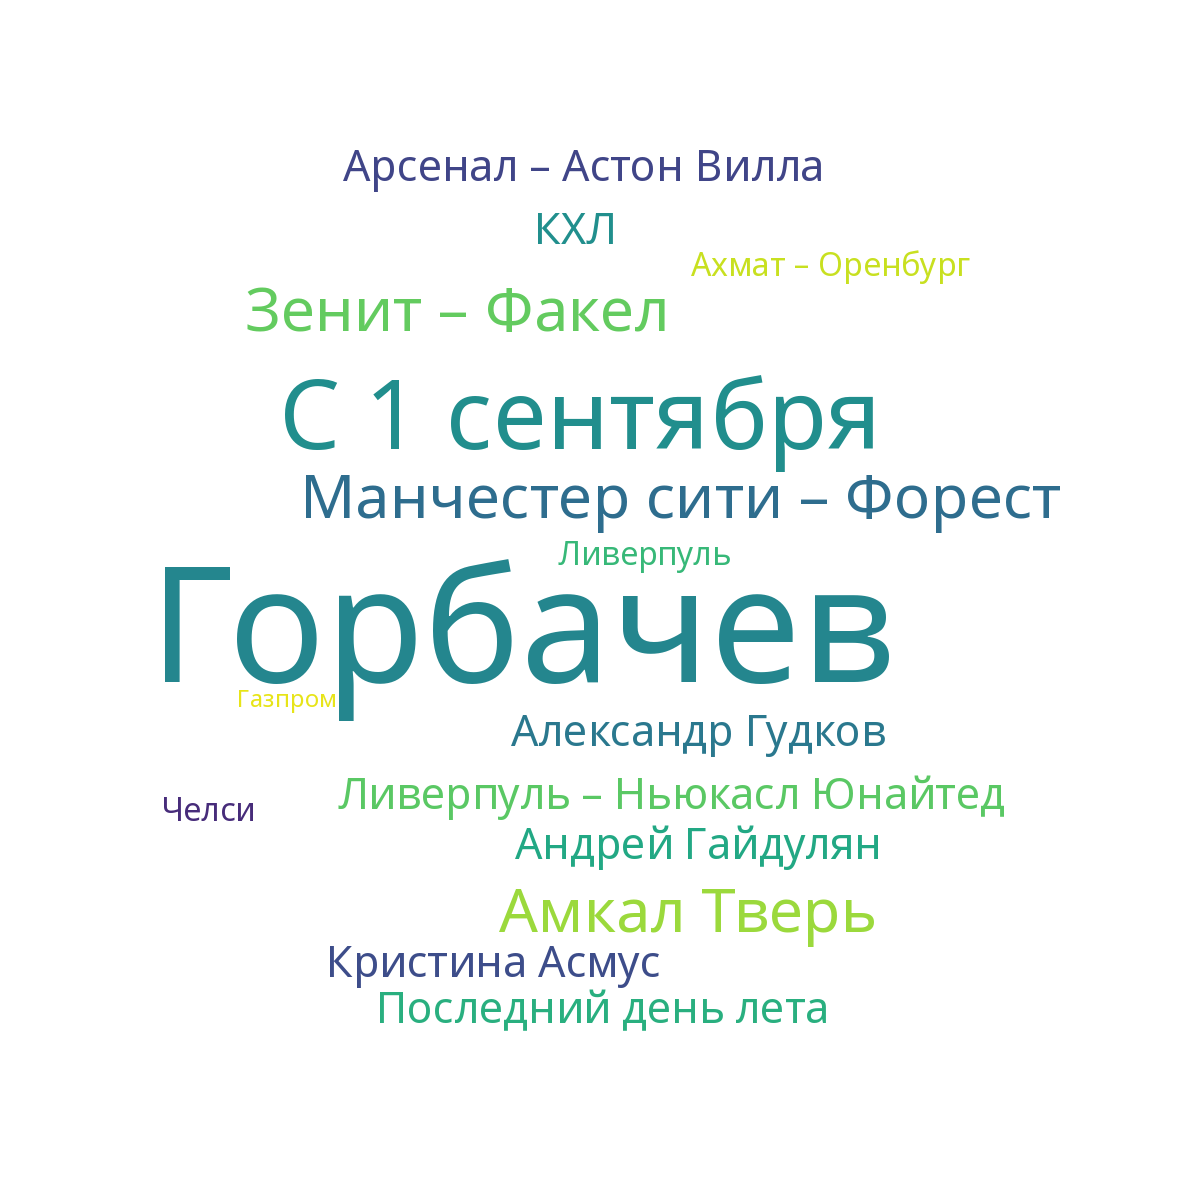 Арсенал – Астон Вилла
КХЛ
Ахмат – Оренбург
Зенит – Факел
С 1 сентября
Манчестер сити – Форест
Ливерпуль
Горбачев
Газпром
Александр Гудков
Ливерпуль – Ньюкасл Юнайтед
Челси
Андрей Гайдулян
Амкал Тверь
Кристина Асмус
Последний день лета